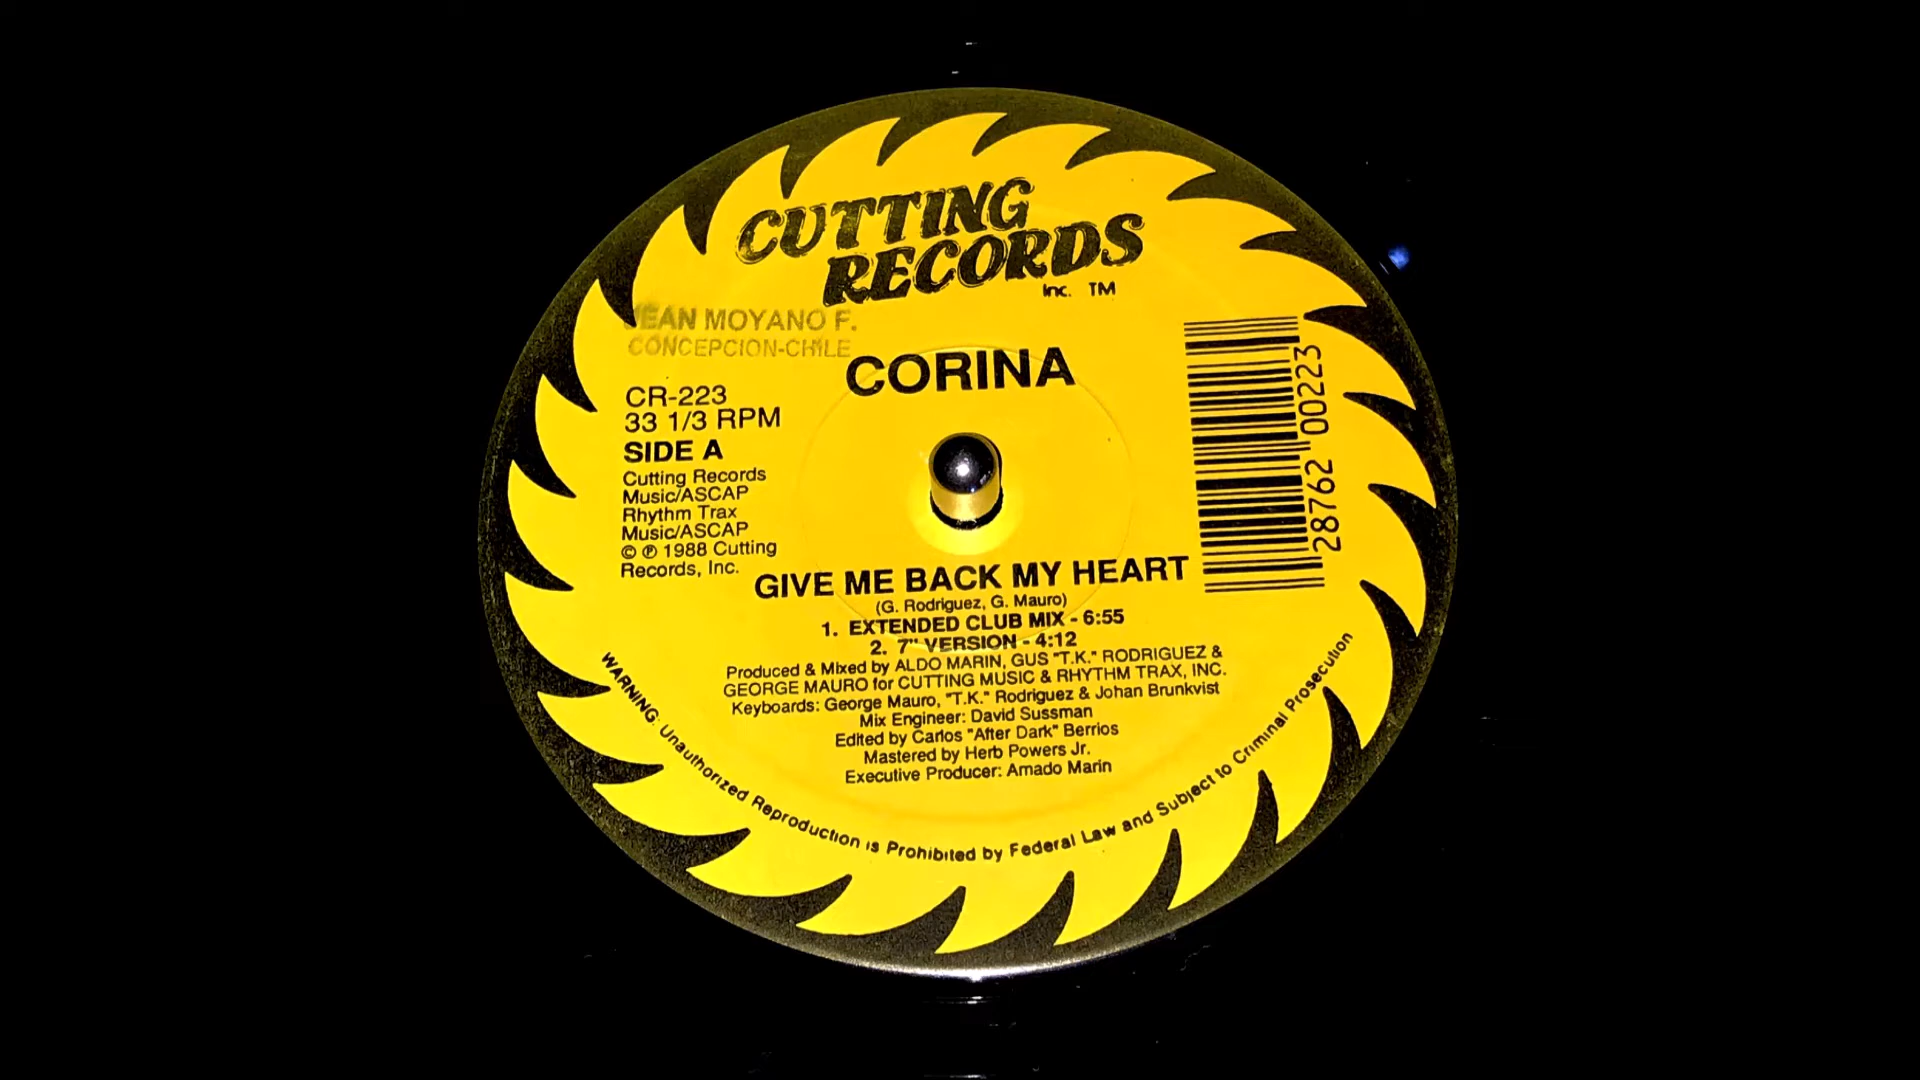 CUTTING
RECORDS
Inc. TM
JEAN MOYANO F.
CONCEPCION-CHILE
CORINA
CR-223
33 1/3 RPM
SIDE A
Cutting Records
Music/ASCAP
Rhythm Trax
Music/ASCAP
© ℗ 1988 Cutting
Records, Inc.
28762 00223
GIVE ME BACK MY HEART
(G. Rodriguez, G. Mauro)
1. EXTENDED CLUB MIX - 6:55
2. 7" VERSION - 4:12
Produced & Mixed by ALDO MARIN, GUS "T.K." RODRIGUEZ &
GEORGE MAURO for CUTTING MUSIC & RHYTHM TRAX, INC.
Keyboards: George Mauro, "T.K." Rodriguez & Johan Brunkvist
Mix Engineer: David Sussman
Edited by Carlos "After Dark" Berrios
Mastered by Herb Powers Jr.
Executive Producer: Amado Marin
WARNING: Unauthorized Reproduction is Prohibited by Federal Law and Subject to Criminal Prosecution